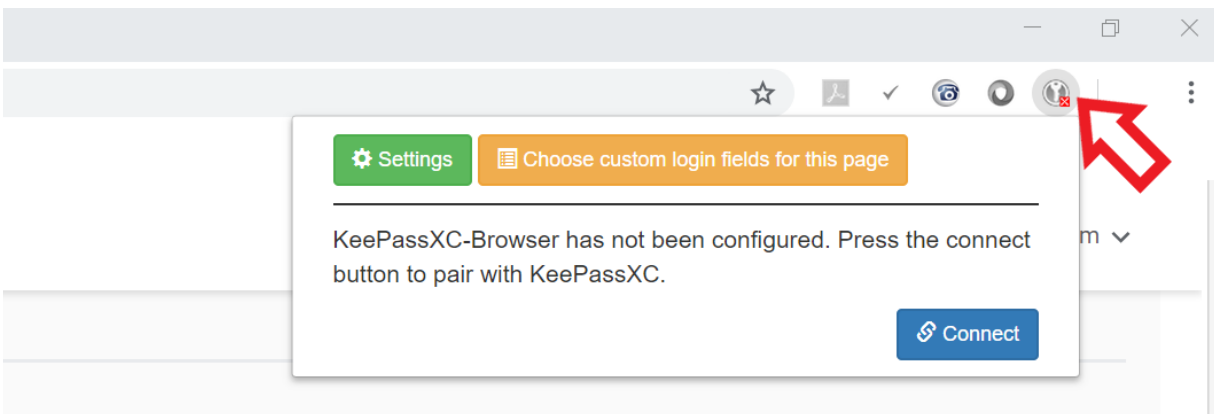 Settings
Choose custom login fields for this page
KeePassXC-Browser has not been configured. Press the connect
button to pair with KeePassXC.
m
Connect